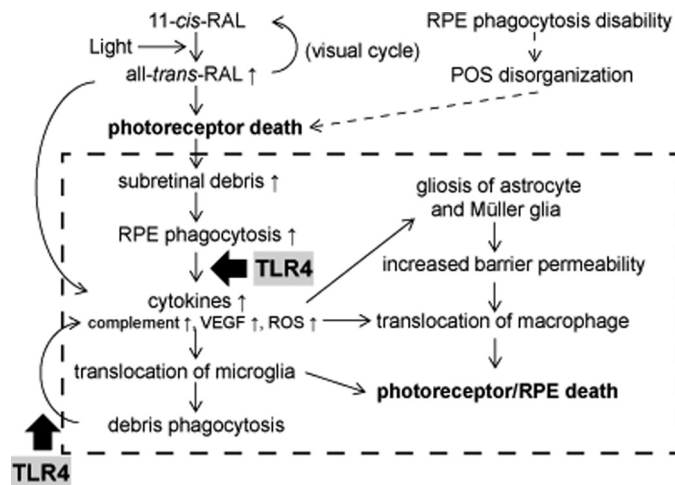 11-cis-RAL
RPE phagocytosis disability
Light
(visual cycle)
all-trans-RAL ↑
POS disorganization
photoreceptor death
subretinal debris ↑
gliosis of astrocyte
and Müller glia
RPE phagocytosis ↑
TLR4
increased barrier permeability
cytokines ↑
complement ↑, VEGF ↑, ROS ↑
translocation of macrophage
translocation of microglia
photoreceptor/RPE death
debris phagocytosis
TLR4